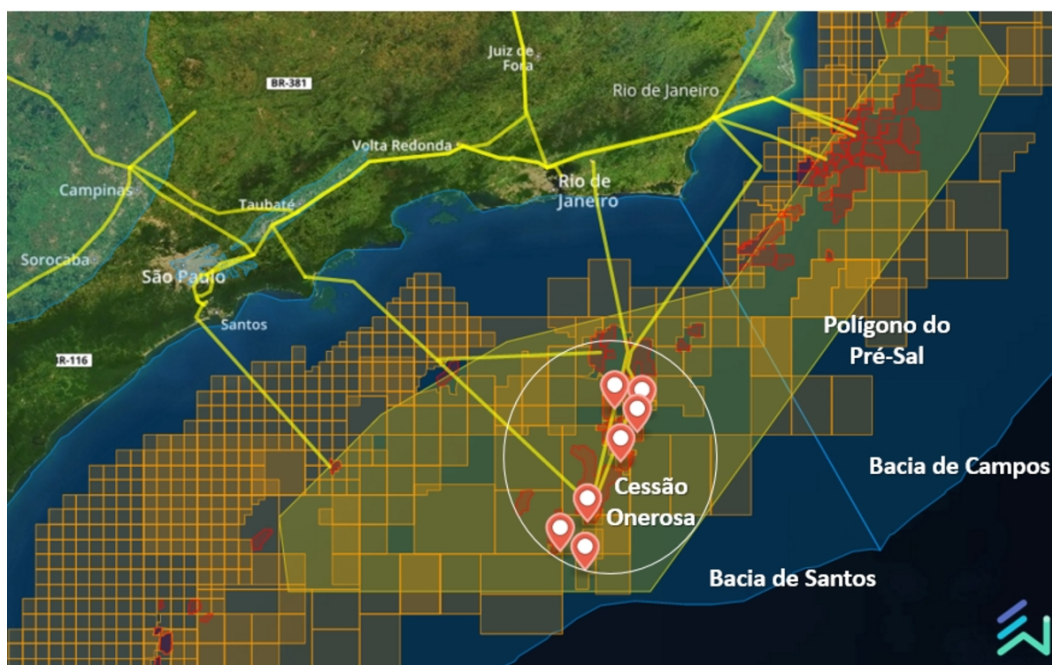 Juiz de
Fora
BR-381
Rio de Janeiro
Volta Redonda
Campinas
Rio de
Janeiro
Taubaté
Sorocaba
São Paulo
Santos
Polígono do
Pré-Sal
BR-116
Bacia de Campos
Cessão
Onerosa
Bacia de Santos